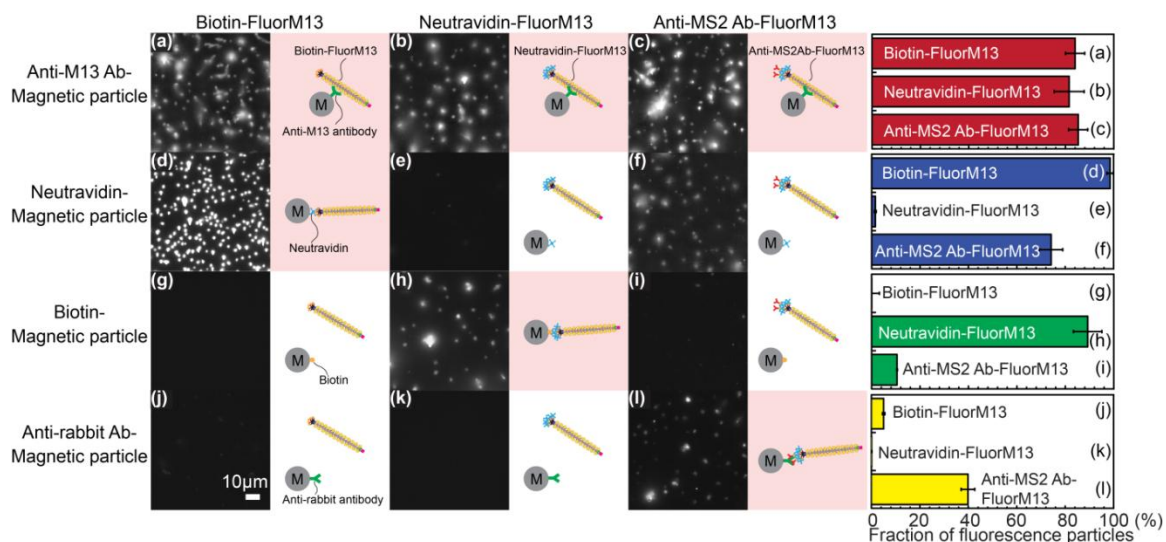 Biotin-FluorM13
Neutravidin-FluorM13
Anti-MS2 Ab-FluorM13
Anti-M13 Ab-
Magnetic particle
(a)
Biotin-FluorM13
M
Anti-M13 antibody
(b)
Neutravidin-FluorM13
M
(c)
Anti-MS2Ab-FluorM13
M
Biotin-FluorM13
(a)
Neutravidin-FluorM13
(b)
Anti-MS2 Ab-FluorM13
(c)
Neutravidin-
Magnetic particle
(d)
M
Neutravidin
(e)
M
(f)
M
Biotin-FluorM13
(d)
Neutravidin-FluorM13
(e)
Anti-MS2 Ab-FluorM13
(f)
Biotin-
Magnetic particle
(g)
M
Biotin
(h)
M
(i)
M
Biotin-FluorM13
(g)
Neutravidin-FluorM13
(h)
Anti-MS2 Ab-FluorM13
(i)
Anti-rabbit Ab-
Magnetic particle
(j)
10μm
M
Anti-rabbit antibody
(k)
M
(l)
M
Biotin-FluorM13
(j)
Neutravidin-FluorM13
(k)
Anti-MS2 Ab-
FluorM13
(l)
0 20 40 60 80 100 (%)
Fraction of fluorescence particles